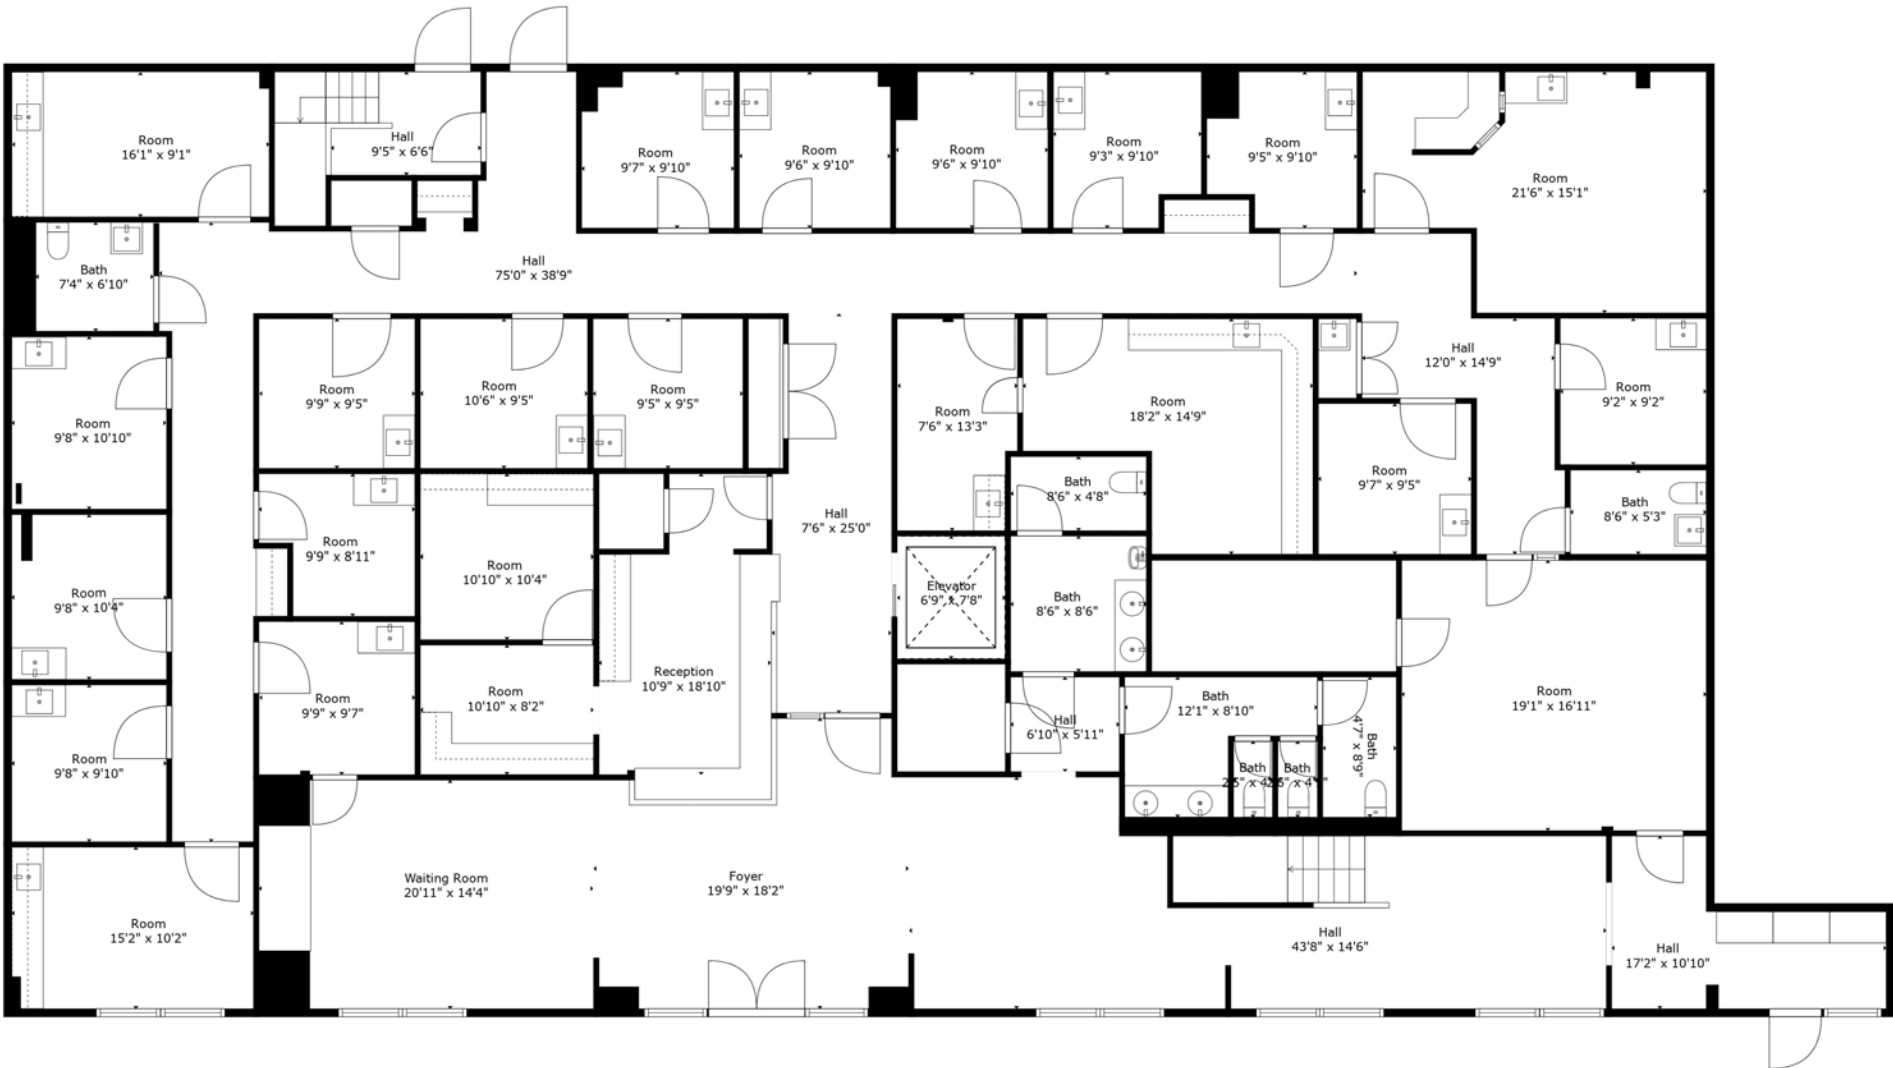 Room
16'1" x 9'1"
Hall
9'5" x 6'6"
Room
9'7" x 9'10"
Room
9'6" x 9'10"
Room
9'6" x 9'10"
Room
9'3" x 9'10"
Room
9'5" x 9'10"
Room
21'6" x 15'1"
Bath
7'4" x 6'10"
Hall
75'0" x 38'9"
Room
9'8" x 10'10"
Room
9'9" x 9'5"
Room
10'6" x 9'5"
Room
9'5" x 9'5"
Room
7'6" x 13'3"
Room
18'2" x 14'9"
Hall
12'0" x 14'9"
Room
9'2" x 9'2"
Room
9'7" x 9'5"
Bath
8'6" x 4'8"
Bath
8'6" x 5'3"
Hall
7'6" x 25'0"
Room
9'9" x 8'11"
Room
10'10" x 10'4"
Room
9'8" x 10'4"
Elevator
6'9" x 7'8"
Bath
8'6" x 8'6"
Reception
10'9" x 18'10"
Room
9'9" x 9'7"
Room
10'10" x 8'2"
Hall
6'10" x 5'11"
Bath
12'1" x 8'10"
Bath
4'7" x 8'9"
Room
19'1" x 16'11"
Room
9'8" x 9'10"
Bath
Bath
Waiting Room
20'11" x 14'4"
Foyer
19'9" x 18'2"
Room
15'2" x 10'2"
Hall
43'8" x 14'6"
Hall
17'2" x 10'10"